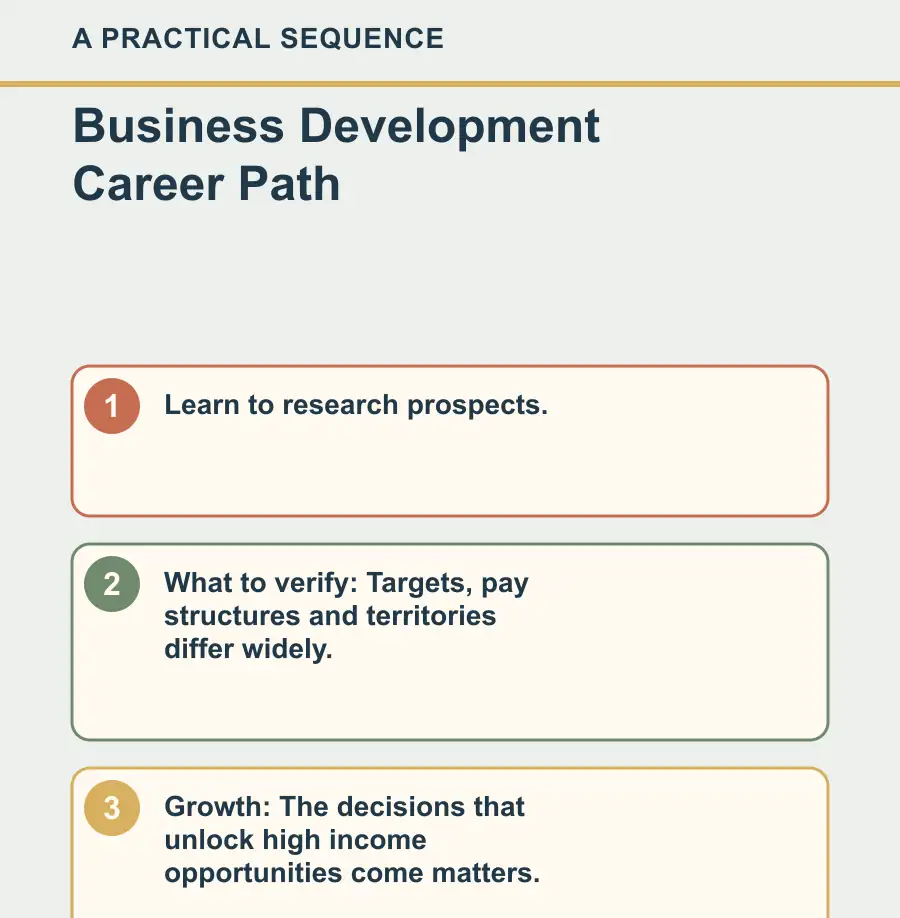 A PRACTICAL SEQUENCE
Business Development
Career Path
1
Learn to research prospects.
2
What to verify: Targets, pay
structures and territories
differ widely.
3
Growth: The decisions that
unlock high income
opportunities come matters.